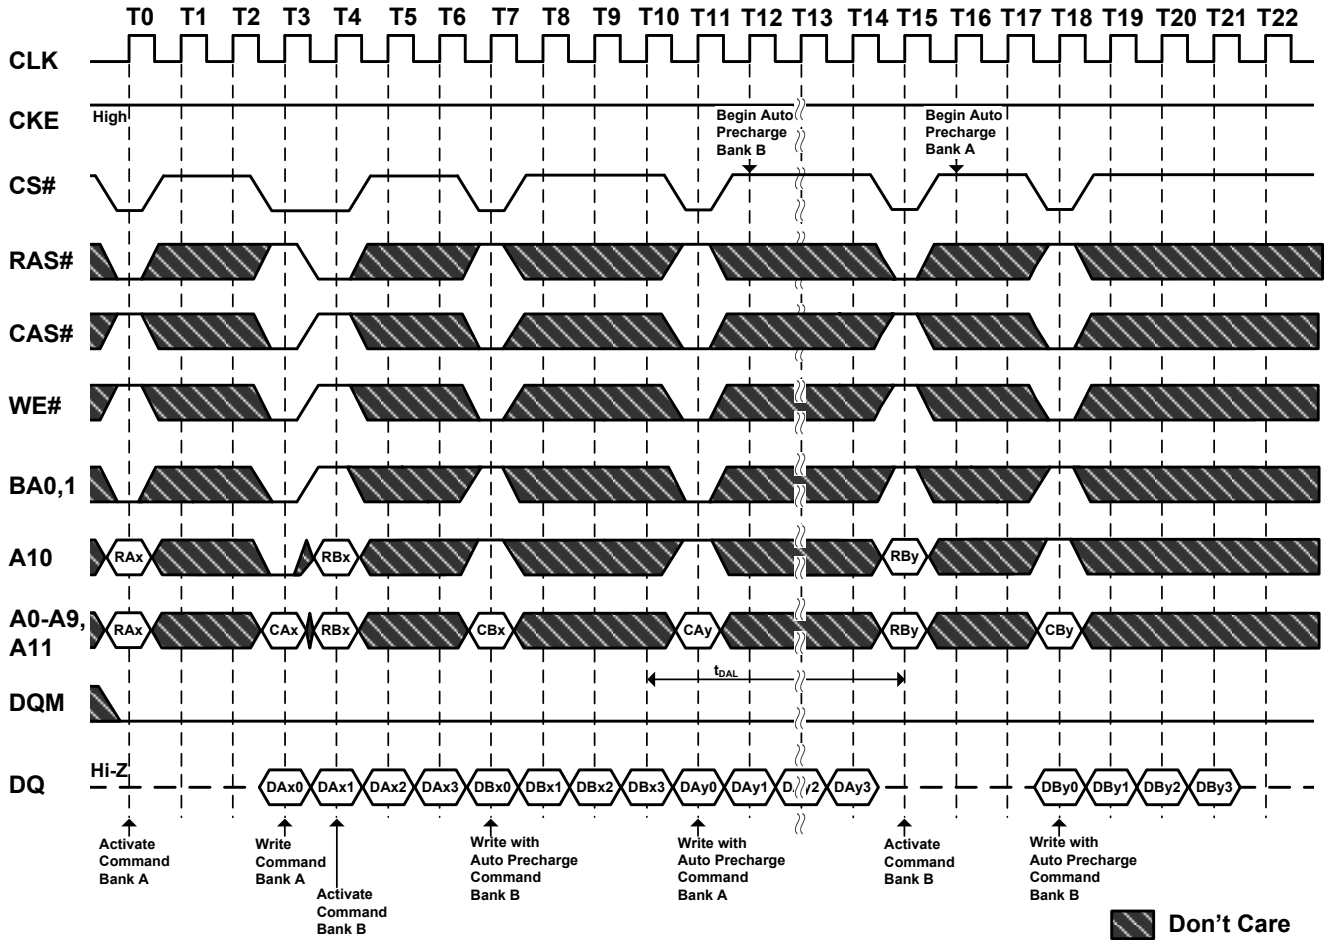 T0 T1 T2 T3 T4 T5 T6 T7 T8 T9 T10 T11 T12 T13 T14 T15 T16 T17 T18 T19 T20 T21 T22
CLK
CKE
High
Begin Auto
Precharge
Bank B
Begin Auto
Precharge
Bank A
CS#
RAS#
CAS#
WE#
BA0,1
A10
RAx
RBx
RBy
A0-A9,
A11
RAx
CAx
RBx
CBx
CAy
RBy
CBy
tDAL
DQM
DQ
Hi-Z
DAx0 DAx1 DAx2 DAx3 DBx0 DBx1 DBx2 DBx3 DAy0 DAy1 DAy2 DAy3 DBy0 DBy1 DBy2 DBy3
Activate
Command
Bank A
Write
Command
Bank A
Activate
Command
Bank B
Write with
Auto Precharge
Command
Bank B
Write with
Auto Precharge
Command
Bank A
Activate
Command
Bank B
Write with
Auto Precharge
Command
Bank B
Don't Care